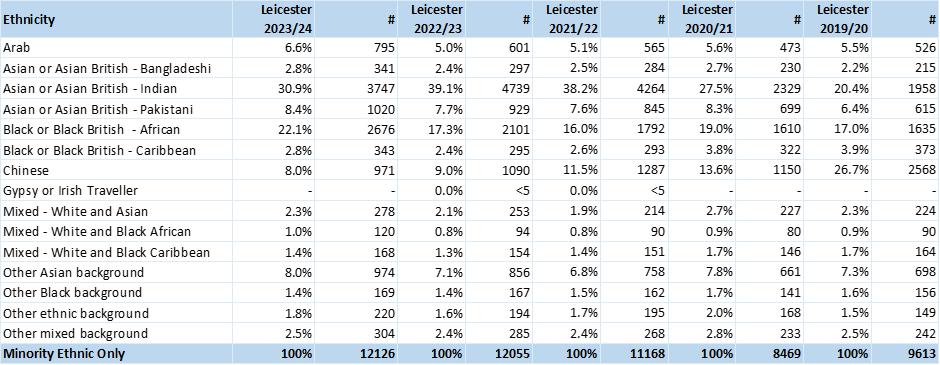 Ethnicity Leicester 2023/24 # Leicester 2022/23 # Leicester 2021/22 # Leicester 2020/21 # Leicester 2019/20 #
Arab 6.6% 795 5.0% 601 5.1% 565 5.6% 473 5.5% 526
Asian or Asian British - Bangladeshi 2.8% 341 2.4% 297 2.5% 284 2.7% 230 2.2% 215
Asian or Asian British - Indian 30.9% 3747 39.1% 4739 38.2% 4264 27.5% 2329 20.4% 1958
Asian or Asian British - Pakistani 8.4% 1020 7.7% 929 7.6% 845 8.3% 699 6.4% 615
Black or Black British - African 22.1% 2676 17.3% 2101 16.0% 1792 19.0% 1610 17.0% 1635
Black or Black British - Caribbean 2.8% 343 2.4% 295 2.6% 293 3.8% 322 3.9% 373
Chinese 8.0% 971 9.0% 1090 11.5% 1287 13.6% 1150 26.7% 2568
Gypsy or Irish Traveller - - 0.0% <5 0.0% <5 - - - -
Mixed - White and Asian 2.3% 278 2.1% 253 1.9% 214 2.7% 227 2.3% 224
Mixed - White and Black African 1.0% 120 0.8% 94 0.8% 90 0.9% 80 0.9% 90
Mixed - White and Black Caribbean 1.4% 168 1.3% 154 1.4% 151 1.7% 146 1.7% 164
Other Asian background 8.0% 974 7.1% 856 6.8% 758 7.8% 661 7.3% 698
Other Black background 1.4% 169 1.4% 167 1.5% 162 1.7% 141 1.6% 156
Other ethnic background 1.8% 220 1.6% 194 1.7% 195 2.0% 168 1.5% 149
Other mixed background 2.5% 304 2.4% 285 2.4% 268 2.8% 233 2.5% 242
Minority Ethnic Only 100% 12126 100% 12055 100% 11168 100% 8469 100% 9613